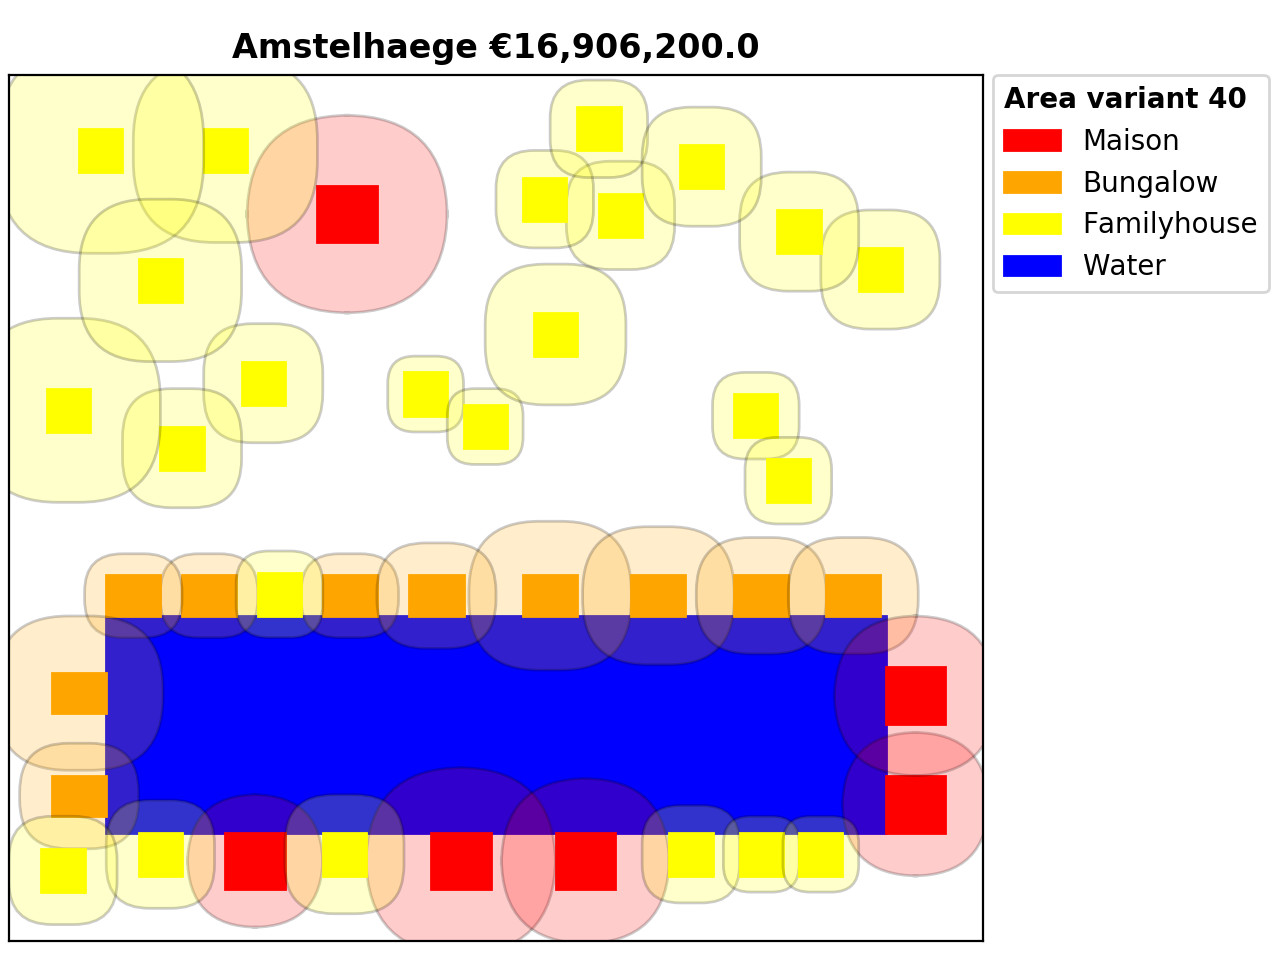 Amstelhaege €16,906,200.0
Area variant 40
Maison
Bungalow
Familyhouse
Water